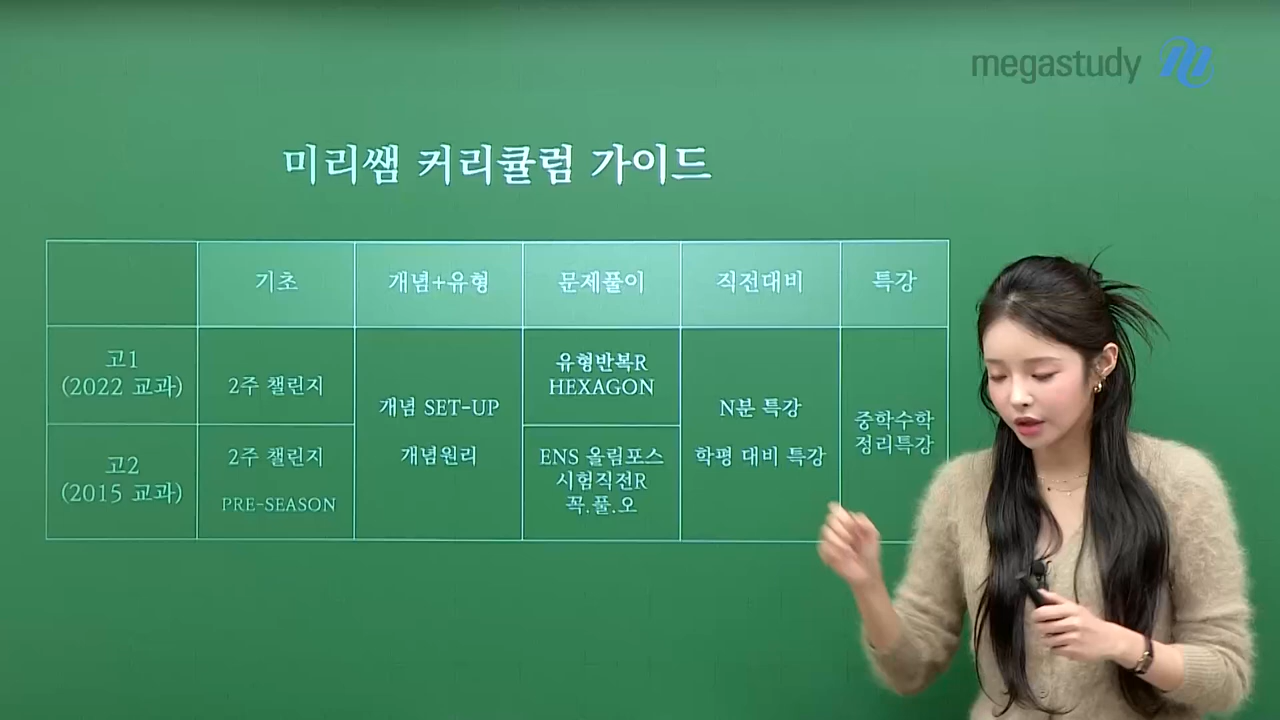 megastudy
미리쌤 커리큘럼 가이드
기초 개념+유형 문제풀이 직전대비 특강
고1
(2022 교과)
2주 챌린지
유형반복R
HEXAGON
고2
(2015 교과)
2주 챌린지
PRE-SEASON
개념 SET-UP
개념원리
ENS 올림포스
시험직전R
꼭.풀.오
N분 특강
학평 대비 특강
중학수학
정리특강